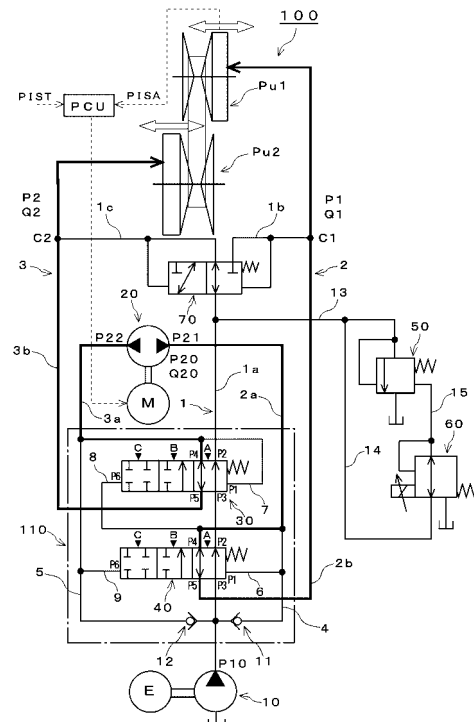 100
PIST
PCU
PISA
Pu1
Pu2
P2
Q2
P1
Q1
1c
1b
C2
C1
3
2
70
13
20
P22
P21
P20
Q20
50
3b
1a
15
M
3a
1
2a
60
14
C
B
A
P4
P2
8
P6
P5
P3
P1
7
30
110
C
B
A
P4
P2
P6
P5
P3
P1
5
9
40
6
2b
4
12
11
P10
E
10